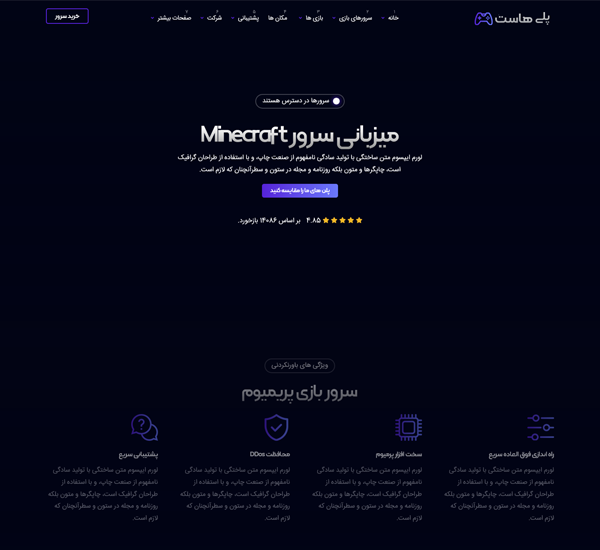 پلی هاست
خانه
سرورهای بازی
بازی ها
مکان ها
پشتیبانی
شرکت
صفحات بیشتر
خرید سرور
سرورها در دسترس هستند
میزبانی سرور Minecraft
لورم ایپسوم متن ساختگی با تولید سادگی نامفهوم از صنعت چاپ، و با استفاده از طراحان گرافیک
است، چاپگرها و متون بلکه روزنامه و مجله در ستون و سطرآنچنان که لازم است.
پلن های ما را مقایسه کنید
۴.۸۵ بر اساس ۱۴۰۸۶ بازخورد.
ویژگی های باورنکردنی
سرور بازی پریمیوم
راه اندازی فوق العاده سریع
لورم ایپسوم متن ساختگی با تولید سادگی
نامفهوم از صنعت چاپ، و با استفاده از
طراحان گرافیک است، چاپگرها و متون بلکه
روزنامه و مجله در ستون و سطرآنچنان که
لازم است.
سخت افزار پرمیوم
لورم ایپسوم متن ساختگی با تولید سادگی
نامفهوم از صنعت چاپ، و با استفاده از
طراحان گرافیک است، چاپگرها و متون بلکه
روزنامه و مجله در ستون و سطرآنچنان که
لازم است.
محافظت DDos
لورم ایپسوم متن ساختگی با تولید سادگی
نامفهوم از صنعت چاپ، و با استفاده از
طراحان گرافیک است، چاپگرها و متون بلکه
روزنامه و مجله در ستون و سطرآنچنان که
لازم است.
پشتیبانی سریع
لورم ایپسوم متن ساختگی با تولید سادگی
نامفهوم از صنعت چاپ، و با استفاده از
طراحان گرافیک است، چاپگرها و متون بلکه
روزنامه و مجله در ستون و سطرآنچنان که
لازم است.